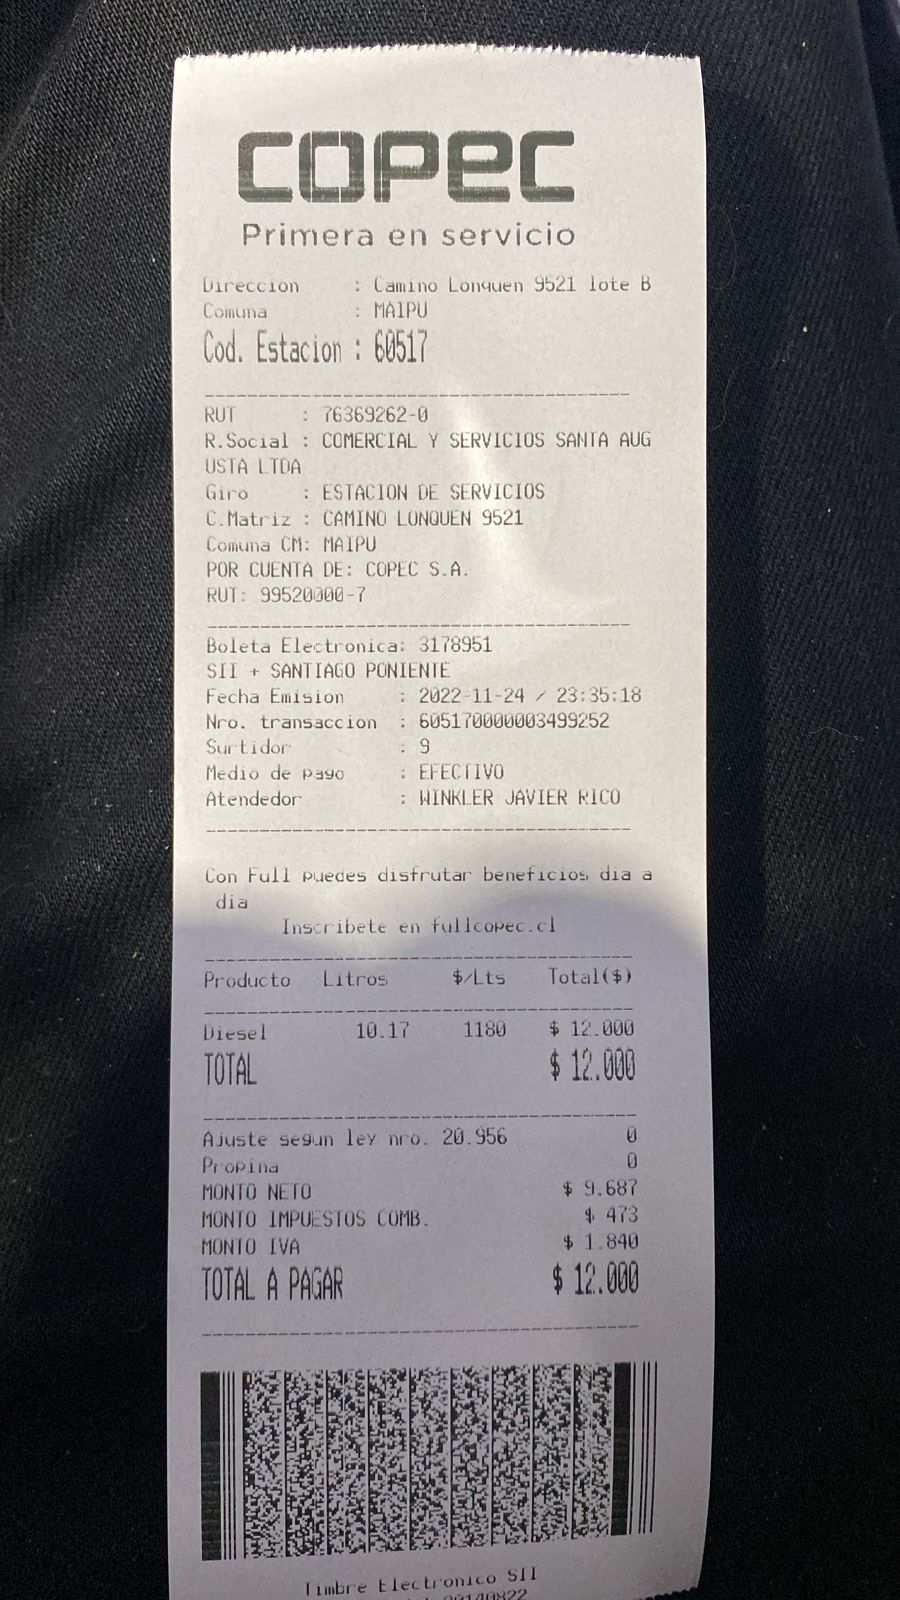 copec
Primera en servicio
Direccion : Camino Lonquen 9521 lote B
Comuna : MAIPU
Cod. Estacion : 60517
RUT : 76369262-0
R.Social : COMERCIAL Y SERVICIOS SANTA AUG
USTA LTDA
Giro : ESTACION DE SERVICIOS
C.Matriz : CAMINO LONQUEN 9521
Comuna CM: MAIPU
POR CUENTA DE: COPEC S.A.
RUT: 99520000-7
Boleta Electronica: 3178951
SII + SANTIAGO PONIENTE
Fecha Emision : 2022-11-24 / 23:35:18
Nro. transaccion : 605170000003499252
Surtidor : 9
Medio de pago : EFECTIVO
Atendedor : WINKLER JAVIER RICO
Con Full puedes disfrutar beneficios dia a
dia
Inscribete en fullcopec.cl
Producto Litros $/Lts Total($)
Diesel 10.17 1180 $ 12.000
TOTAL $ 12.000
Ajuste segun ley nro. 20.956 0
Propina 0
MONTO NETO $ 9.687
MONTO IMPUESTOS COMB. $ 473
MONTO IVA $ 1.840
TOTAL A PAGAR $ 12.000
Timbre Electronico SII